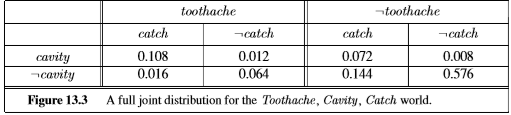 toothache ¬toothache
catch ¬catch catch ¬catch
cavity 0.108 0.012 0.072 0.008
¬cavity 0.016 0.064 0.144 0.576
Figure 13.3 A full joint distribution for the Toothache, Cavity, Catch world.